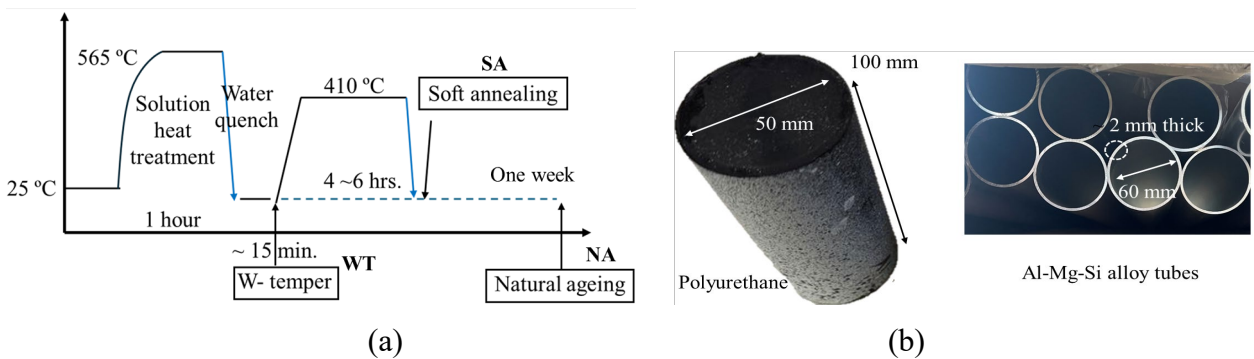 565 ºC
Solution
heat
treatment
Water
quench
410 ºC
SA
Soft annealing
25 ºC
4 ~6 hrs.
One week
1 hour
~ 15 min.
WT
W- temper
NA
Natural ageing
(a)
100 mm
50 mm
Polyurethane
~ 2 mm thick
60 mm
Al-Mg-Si alloy tubes
(b)